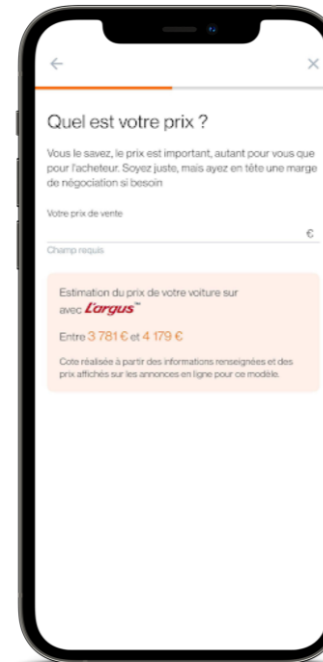 Quel est votre prix ?
Vous le savez, le prix est important, autant pour vous que
pour l'acheteur. Soyez juste, mais ayez en tête une marge
de négociation si besoin
Votre prix de vente
€
Champ requis
Estimation du prix de votre voiture sur
avec L'argus™
Entre 3 781 € et 4 179 €
Cote réalisée à partir des informations renseignées et des
prix affichés sur les annonces en ligne pour ce modèle.